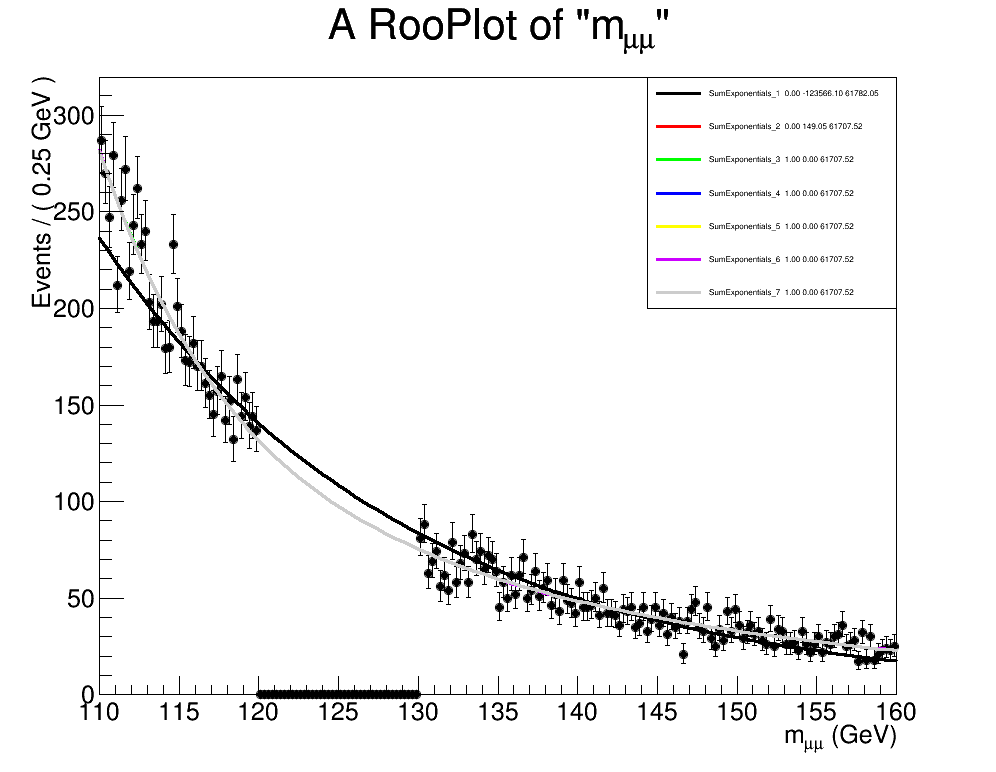 A RooPlot of "mμμ"
Events / ( 0.25 GeV )
300
250
200
150
100
50
0
SumExponentials_1 0.00 -123566.10 61782.05
SumExponentials_2 0.00 149.05 61707.52
SumExponentials_3 1.00 0.00 61707.52
SumExponentials_4 1.00 0.00 61707.52
SumExponentials_5 1.00 0.00 61707.52
SumExponentials_6 1.00 0.00 61707.52
SumExponentials_7 1.00 0.00 61707.52
110 115 120 125 130 135 140 145 150 155 160
mμμ (GeV)